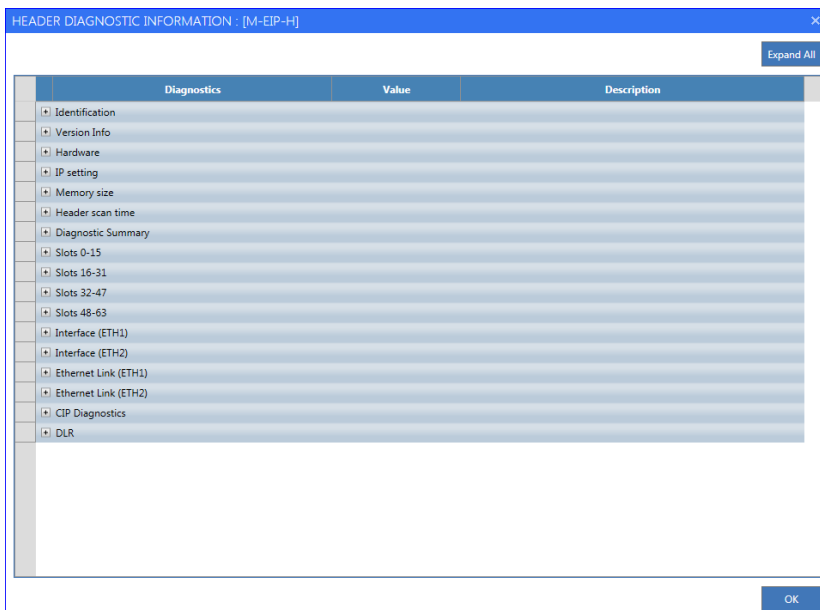 HEADER DIAGNOSTIC INFORMATION : [M-EIP-H]
Expand All
Diagnostics Value Description
Identification
Version Info
Hardware
IP setting
Memory size
Header scan time
Diagnostic Summary
Slots 0-15
Slots 16-31
Slots 32-47
Slots 48-63
Interface (ETH1)
Interface (ETH2)
Ethernet Link (ETH1)
Ethernet Link (ETH2)
CIP Diagnostics
DLR
OK